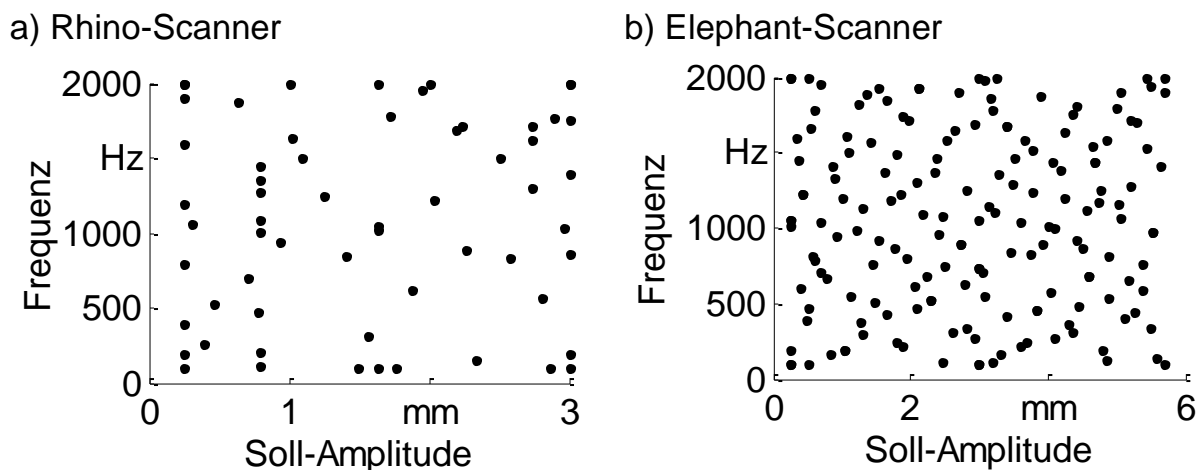 a) Rhino-Scanner
2000
Hz
1000
500
0
Frequenz
0 1 mm 3
Soll-Amplitude
b) Elephant-Scanner
2000
Hz
1000
500
0
Frequenz
0 2 mm 6
Soll-Amplitude